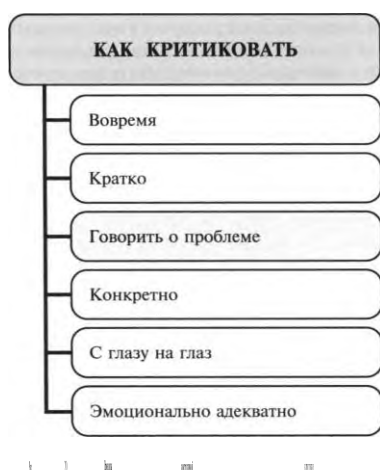 КАК КРИТИКОВАТЬ
Вовремя
Кратко
Говорить о проблеме
Конкретно
С глазу на глаз
Эмоционально адекватно